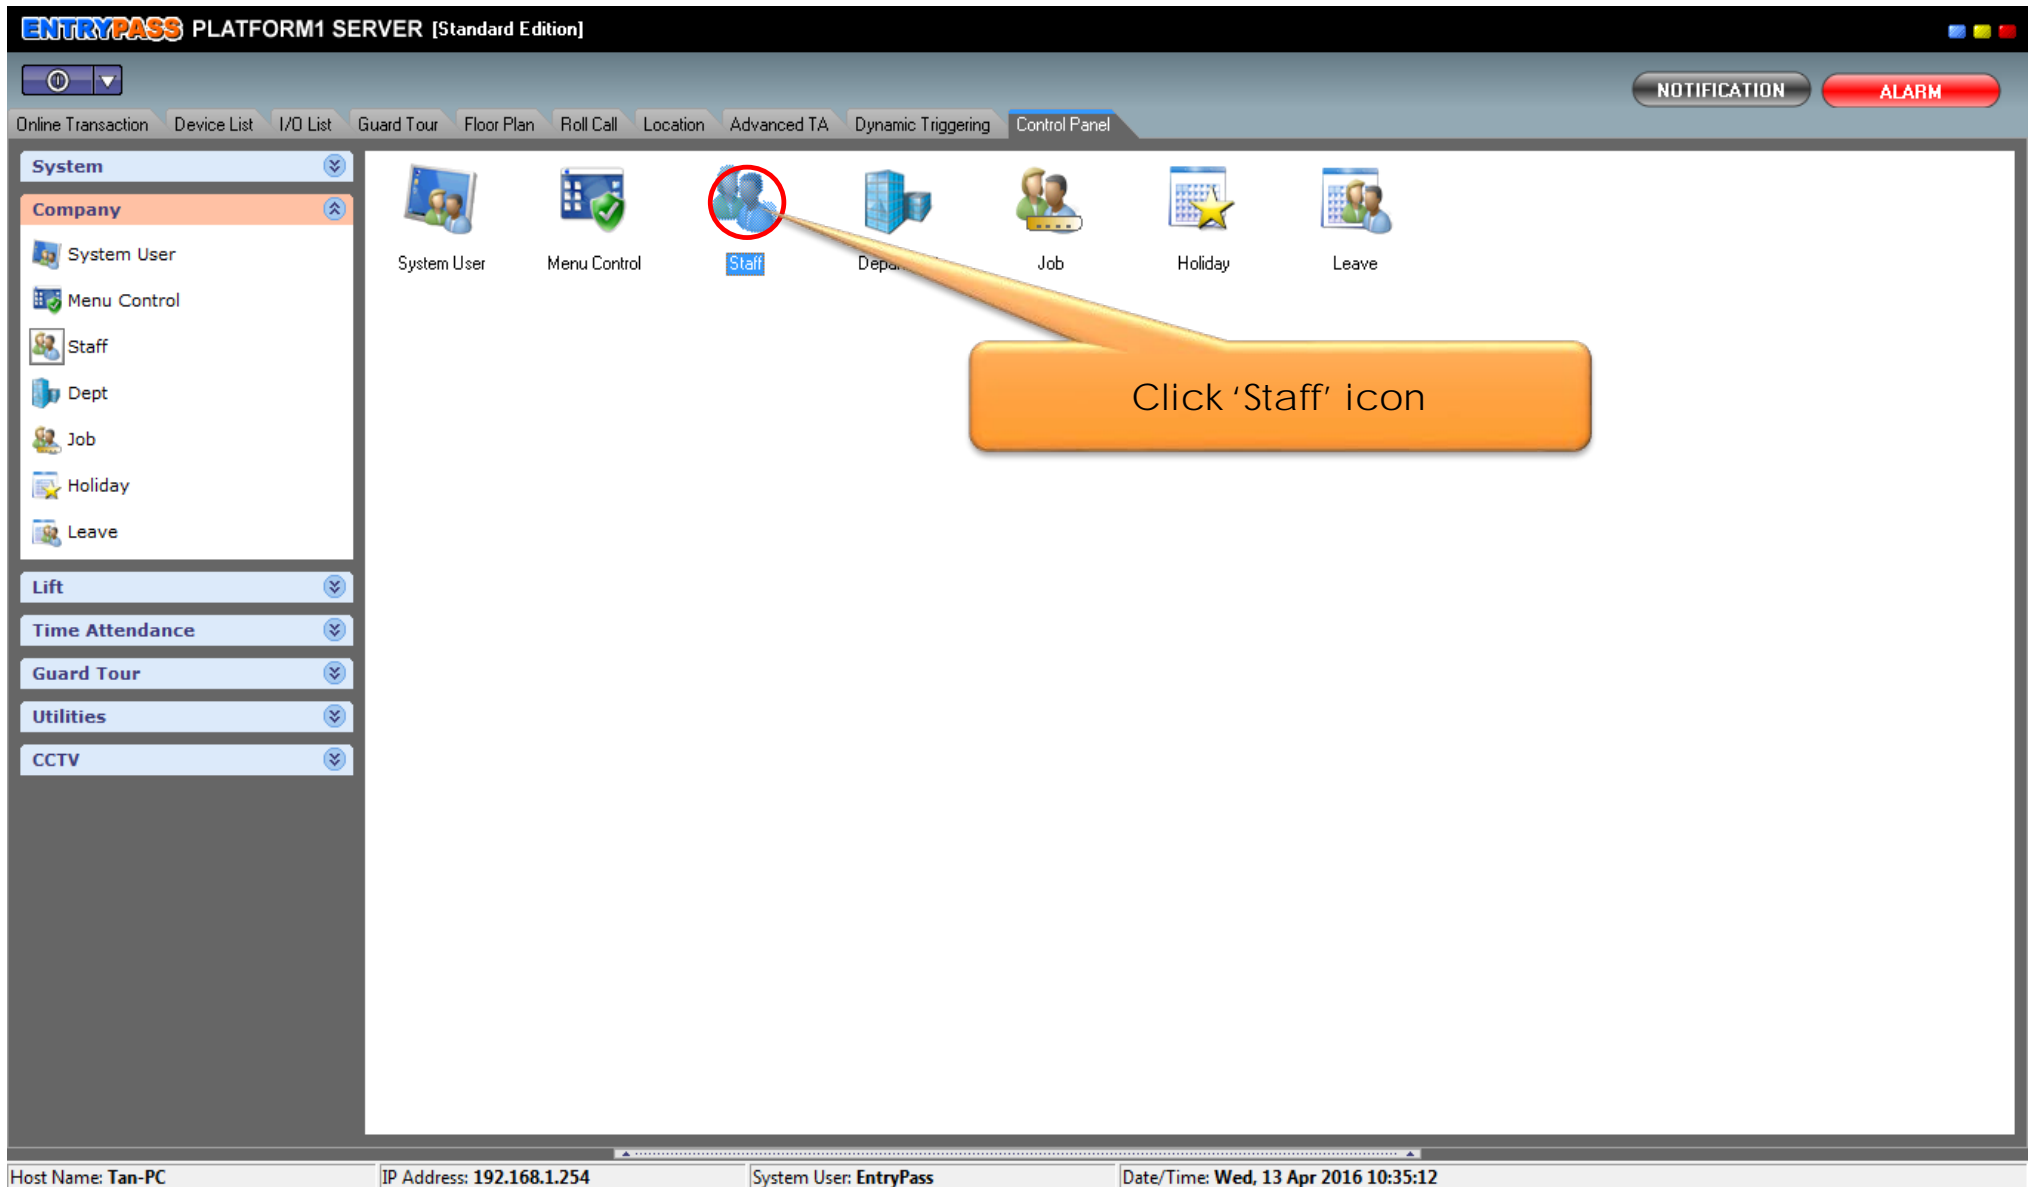 ENTRYPASS PLATFORM1 SERVER [Standard Edition]
NOTIFICATION ALARM
Online Transaction Device List I/O List Guard Tour Floor Plan Roll Call Location Advanced TA Dynamic Triggering Control Panel
System
Company
System User
Menu Control
Staff
Dept
Job
Holiday
Leave
Lift
Time Attendance
Guard Tour
Utilities
CCTV
System User Menu Control Staff Job Holiday Leave
Click ‘Staff’ icon
Host Name: Tan-PC IP Address: 192.168.1.254 System User: EntryPass Date/Time: Wed, 13 Apr 2016 10:35:12